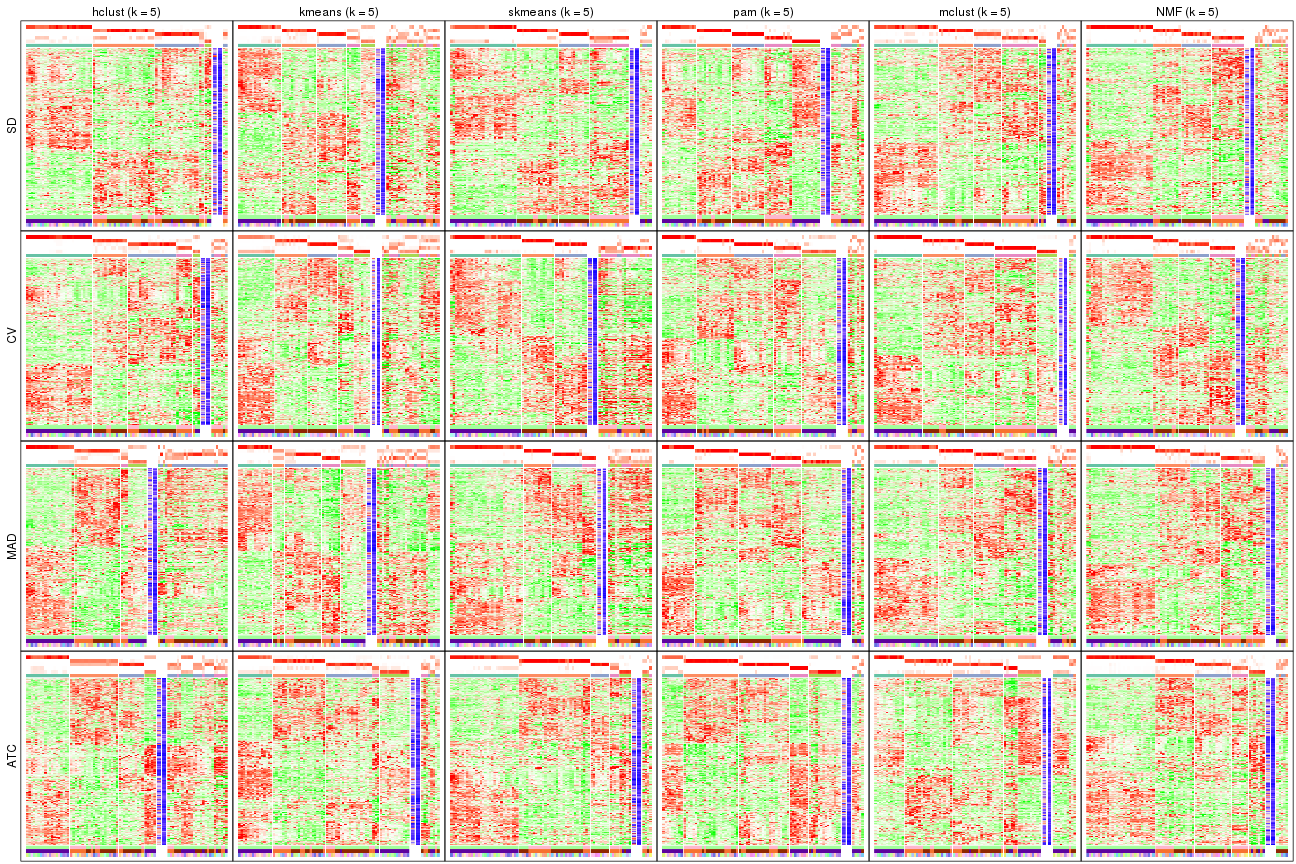 hclust (k = 5) kmeans (k = 5) skmeans (k = 5) pam (k = 5) mclust (k = 5) NMF (k = 5)
SD
CV
MAD
ATC